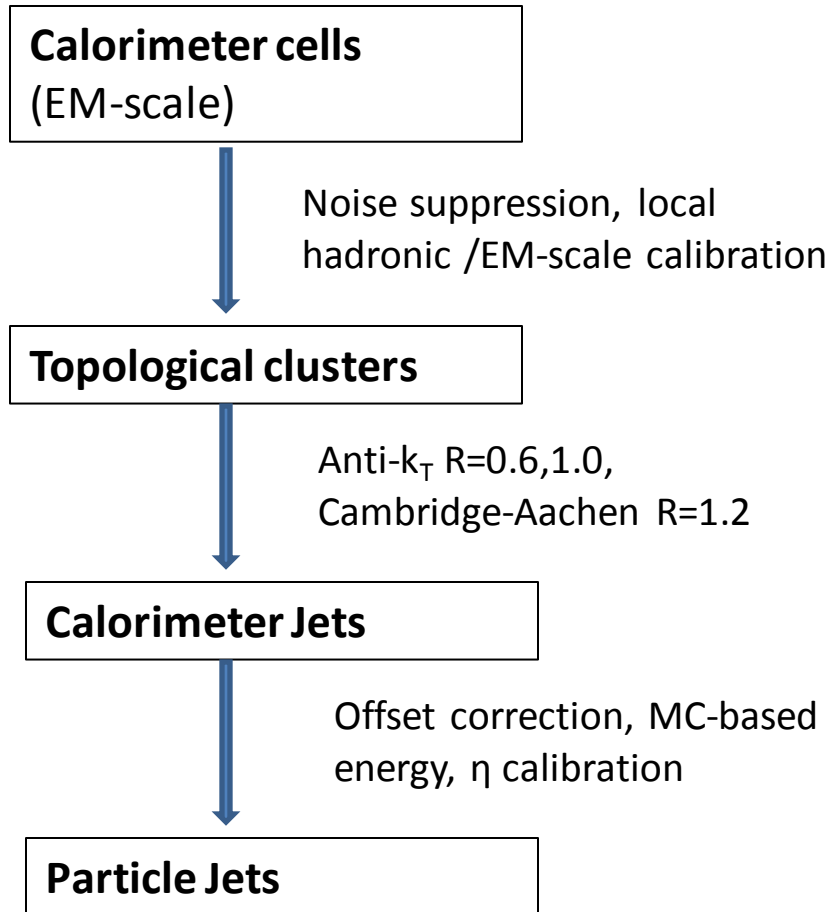 Calorimeter cells
(EM-scale)
Noise suppression, local
hadronic /EM-scale calibration
Topological clusters
Anti-k_T R=0.6,1.0,
Cambridge-Aachen R=1.2
Calorimeter Jets
Offset correction, MC-based
energy, η calibration
Particle Jets